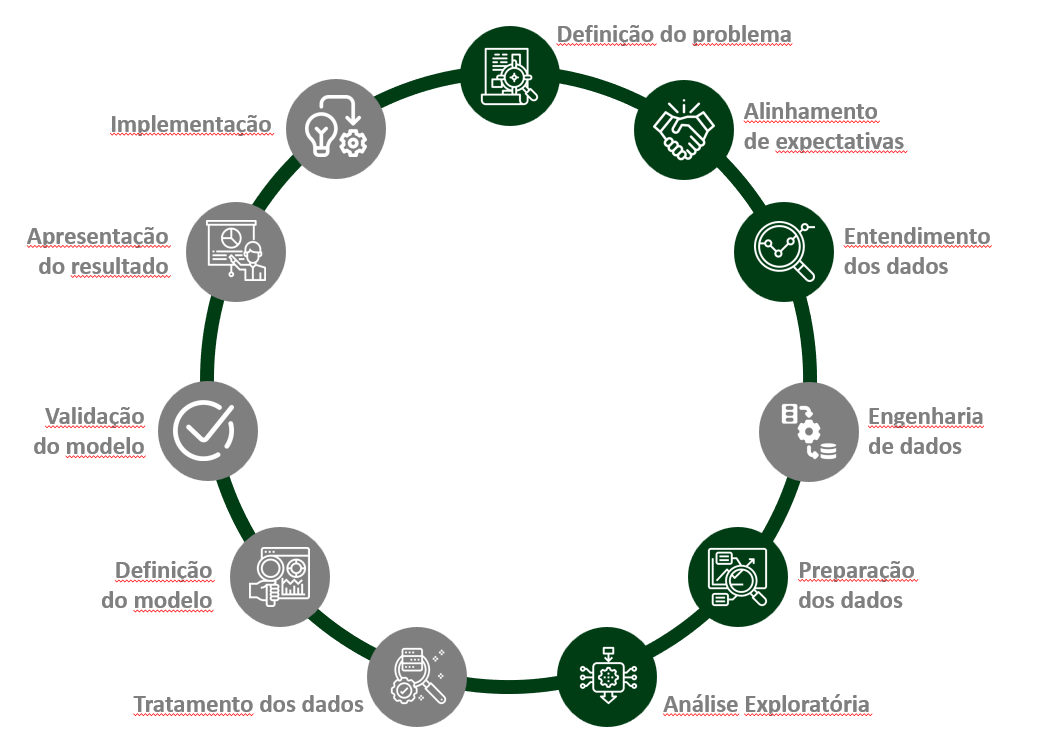 Definição do problema
Alinhamento
de expectativas
Entendimento
dos dados
Engenharia
de dados
Preparação
dos dados
Análise Exploratória
Tratamento dos dados
Definição
do modelo
Validação
do modelo
Apresentação
do resultado
Implementação